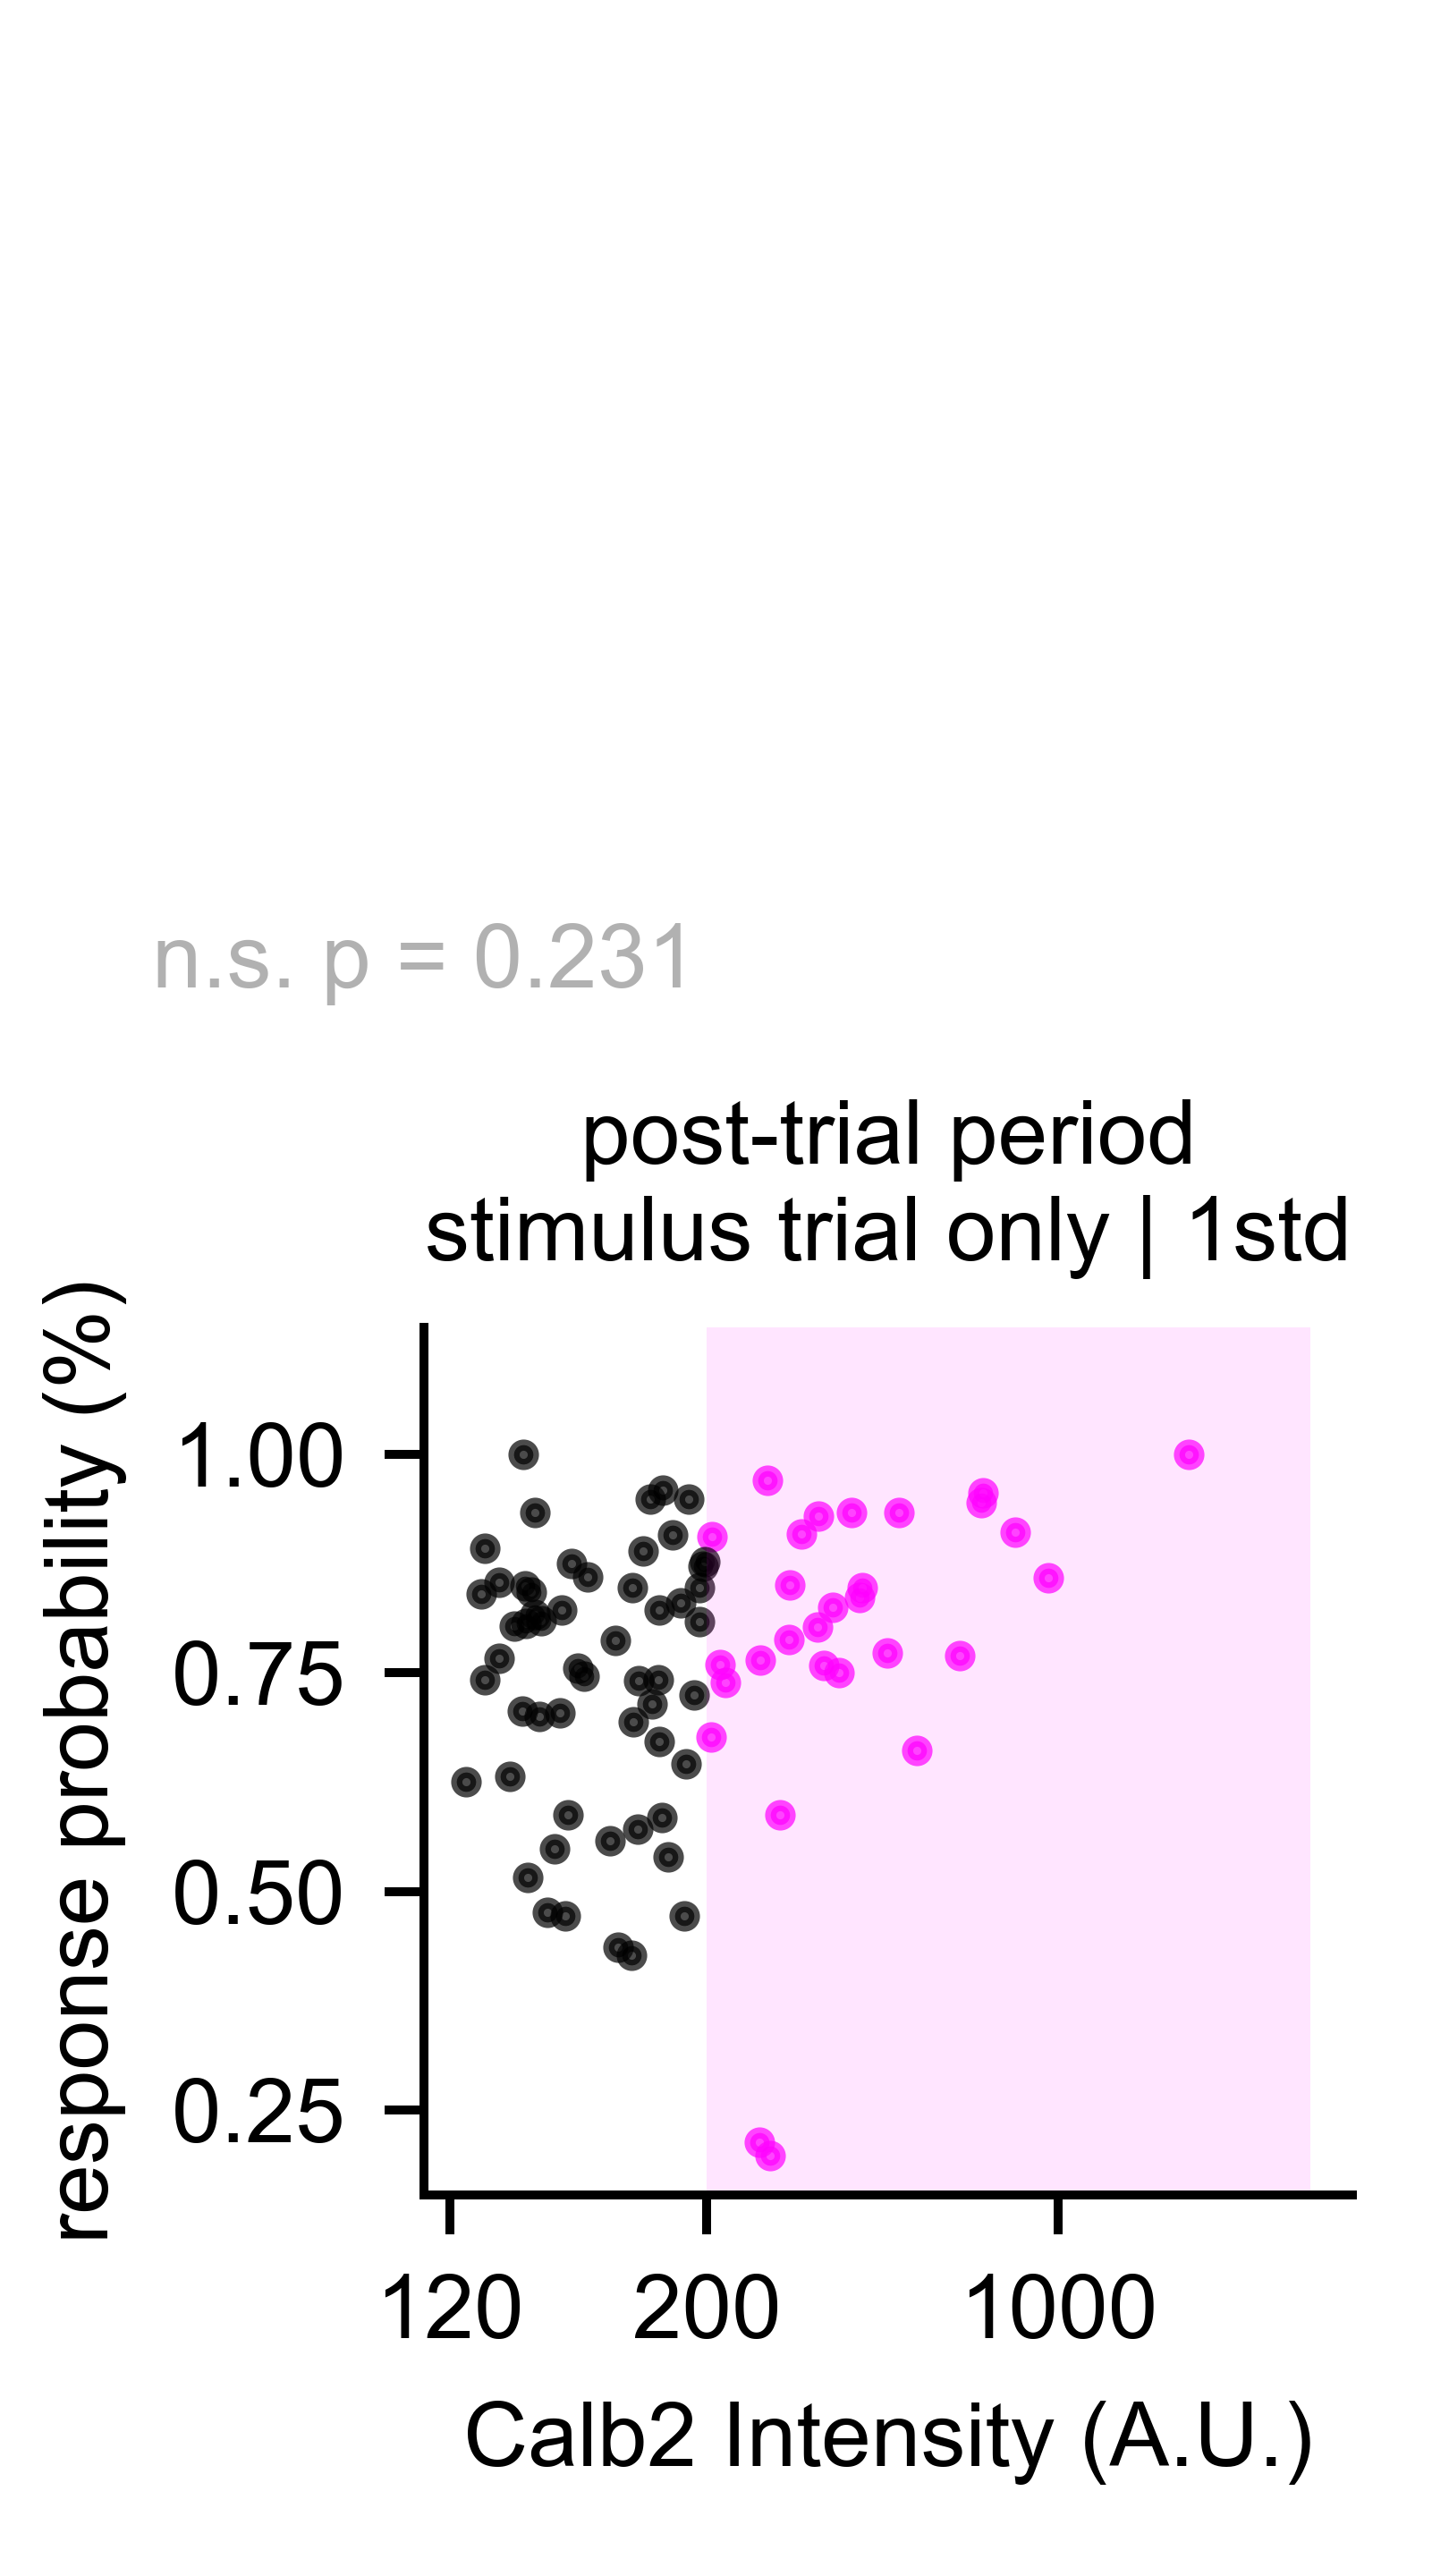 n.s. p = 0.231
post-trial period
stimulus trial only | 1std
response probability (%)
1.00
0.75
0.50
0.25
120
200
1000
Calb2 Intensity (A.U.)